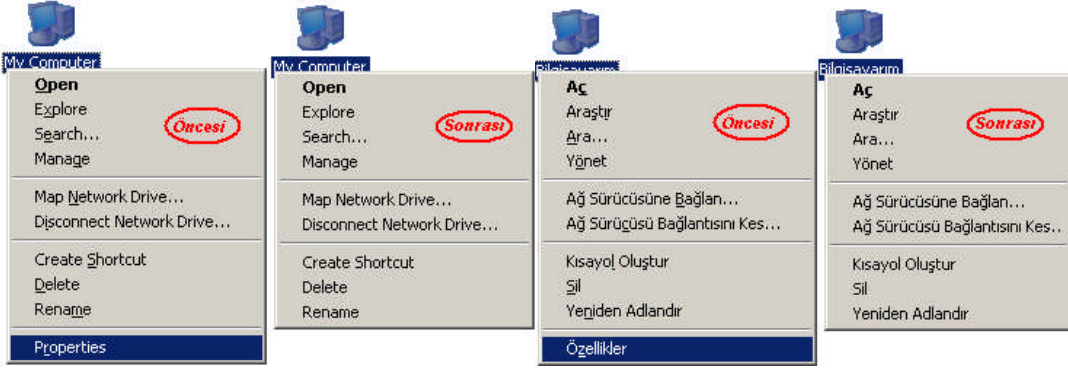 My Computer
Open
Explore
Search...
Manage
Map Network Drive...
Disconnect Network Drive...
Create Shortcut
Delete
Rename
Properties
Öncesi
My Computer
Open
Explore
Search...
Manage
Map Network Drive...
Disconnect Network Drive...
Create Shortcut
Delete
Rename
Sonrası
Bilgisayarım
Aç
Araştır
Ara...
Yönet
Ağ Sürücüsüne Bağlan...
Ağ Sürücüsü Bağlantısını Kes...
Kısayol Oluştur
Sil
Yeniden Adlandır
Özellikler
Öncesi
Bilgisayarım
Aç
Araştır
Ara...
Yönet
Ağ Sürücüsüne Bağlan...
Ağ Sürücüsü Bağlantısını Kes..
Kısayol Oluştur
Sil
Yeniden Adlandır
Sonrası